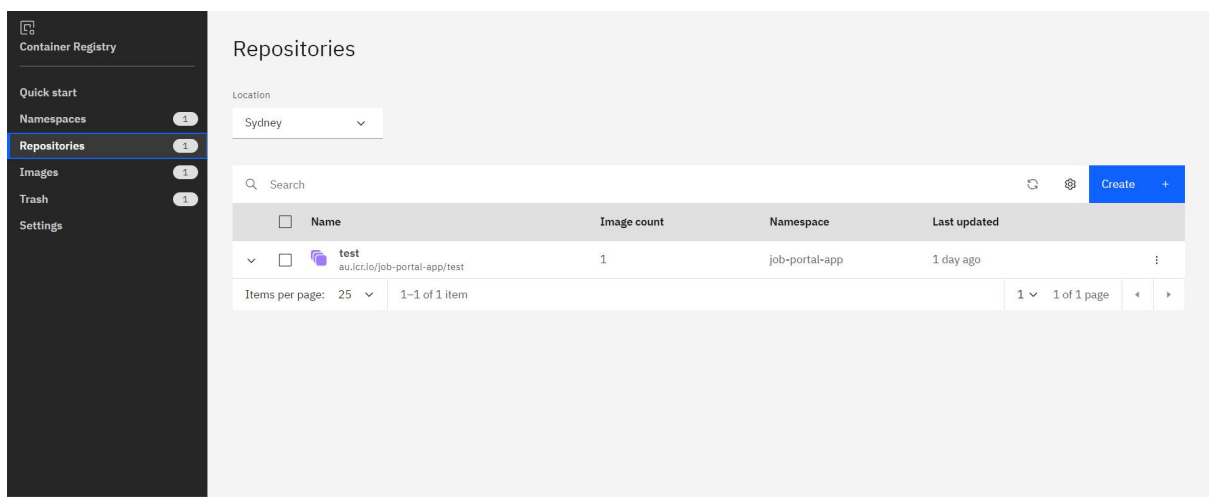 Container Registry
Quick start
Namespaces 1
Repositories 1
Images 1
Trash 1
Settings
Repositories
Location
Sydney
Search
Create +
Name Image count Namespace Last updated
test 1 job-portal-app 1 day ago
au.icr.io/job-portal-app/test
Items per page: 25 1–1 of 1 item 1 1 of 1 page